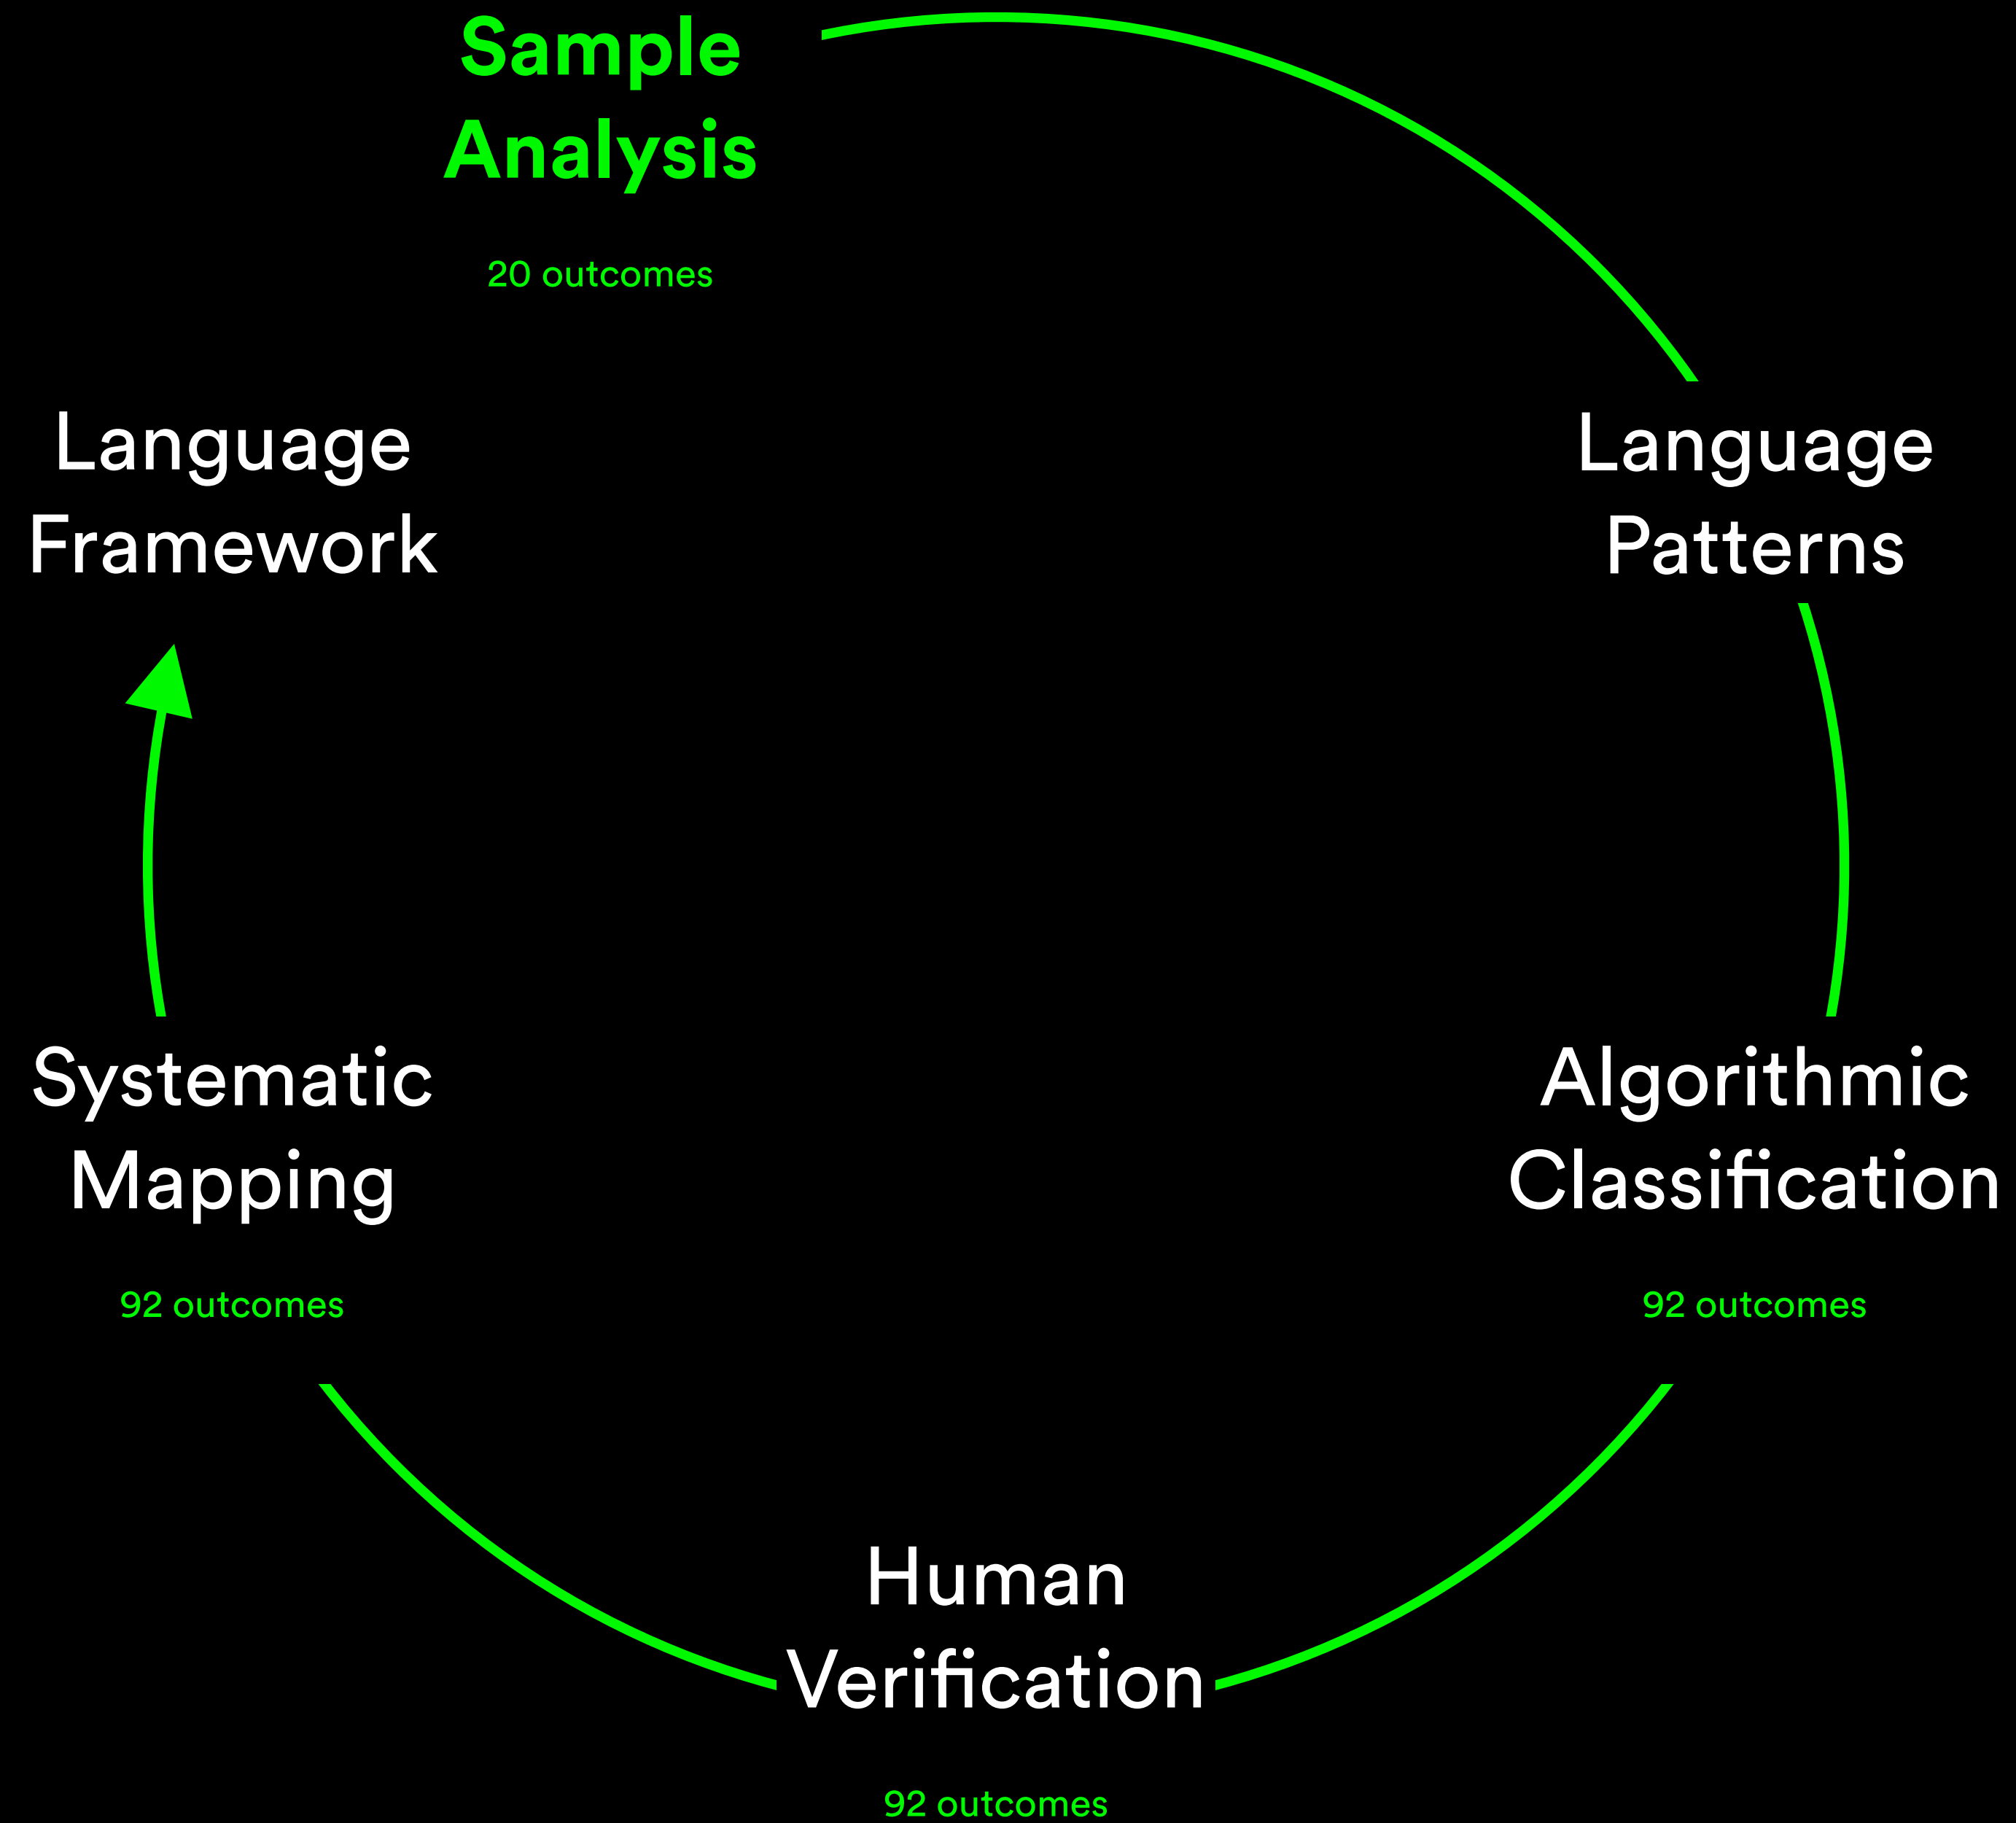 Sample
Analysis
20 outcomes
Language
Patterns
Algorithmic
Classification
92 outcomes
Human
Verification
92 outcomes
Systematic
Mapping
92 outcomes
Language
Framework